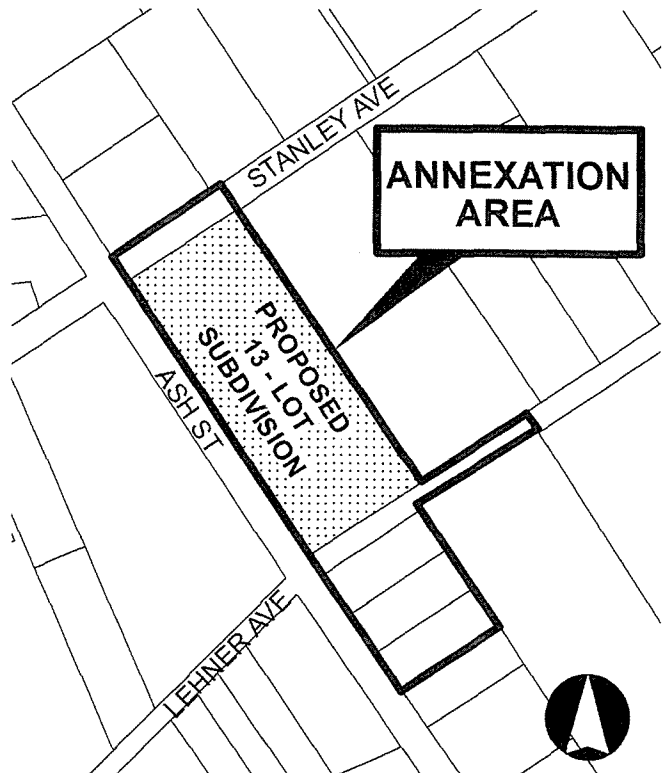 STANLEY AVE
ANNEXATION
AREA
PROPOSED
13 - LOT
SUBDIVISION
ASH ST
LEHNER AVE